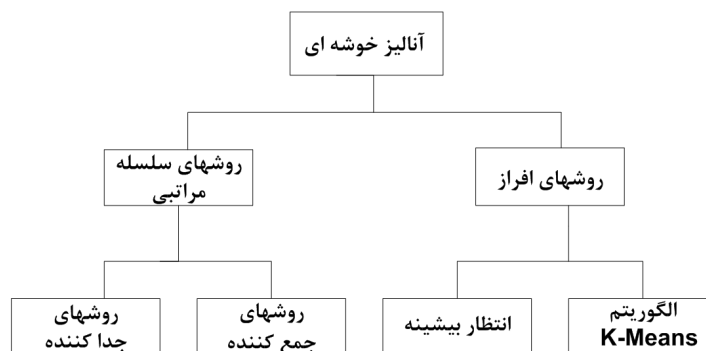 آنالیز خوشه ای
روشهای افراز
روشهای سلسله
مراتبی
الگوریتم
K-Means
انتظار بیشینه
روشهای
جمع کننده
روشهای
جدا کننده